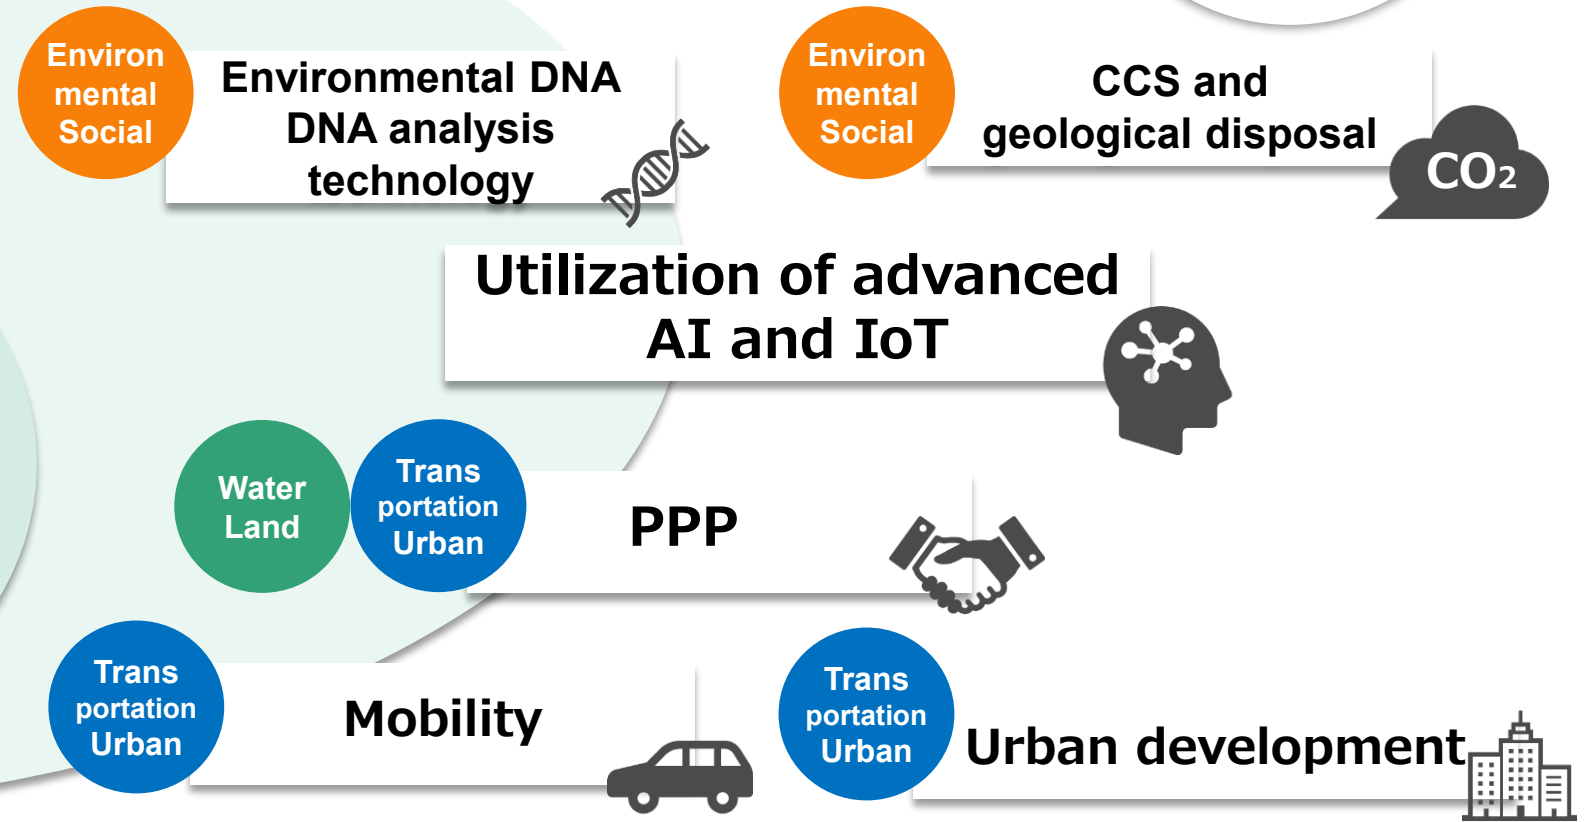 Environ
mental
Social
Environmental DNA
DNA analysis
technology
Environ
mental
Social
CCS and
geological disposal
CO₂
Utilization of advanced
AI and IoT
Water
Land
Trans
portation
Urban
PPP
Trans
portation
Urban
Mobility
Trans
portation
Urban
Urban development